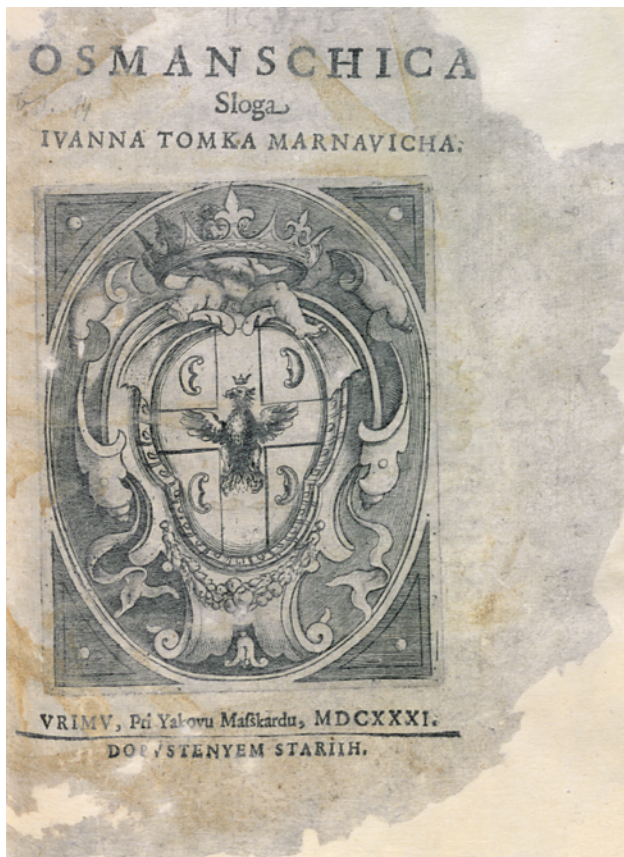 OSMANSCHICA
Sloga
IVANNA TOMKA MARNAVICHA.
VRIMV, Pri Yakovu Maſskardu, MDCXXXI.
DOPVSTENYEM STARIIH.